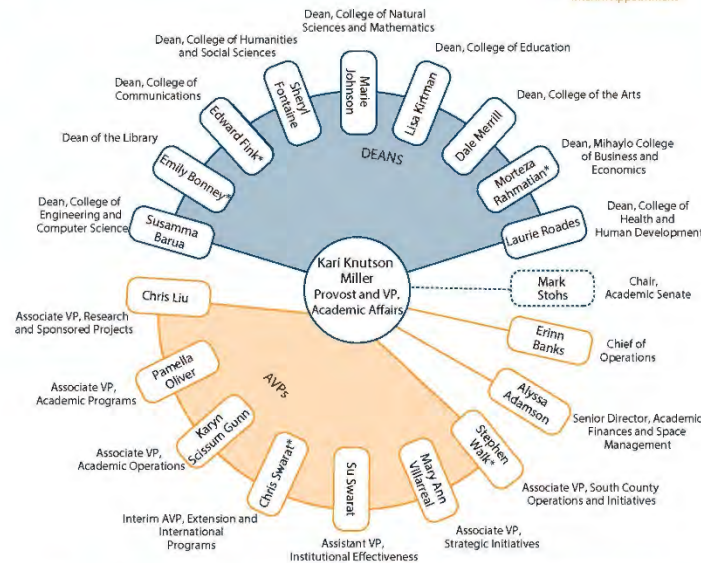 Dean, College of Natural
Sciences and Mathematics
Marie
Johnson
Dean, College of Humanities
and Social Sciences
Sheryl
Fontaine
Dean, College of Education
Lisa Kirtman
Dean, College of
Communications
Edward Fink*
Dean, College of the Arts
Dale Merrill
Dean of the Library
Emily Bonney*
Dean, Mihaylo College
of Business and
Economics
Morteza
Rahmatian*
Dean, College of
Engineering and
Computer Science
Susamma
Barua
Dean, College of
Health and
Human Development
Laurie Roades
DEANS
Kari Knutson
Miller
Provost and VP,
Academic Affairs
Mark
Stohs
Chair,
Academic Senate
Erinn
Banks
Chief of
Operations
Alyssa
Adamson
Senior Director, Academic
Finances and Space
Management
AVPs
Chris Liu
Associate VP, Research
and Sponsored Projects
Pamella
Oliver
Associate VP,
Academic Programs
Karyn
Scissum Gunn
Associate VP,
Academic Operations
Chris Swarat*
Interim AVP, Extension and
International
Programs
Su Swarat
Assistant VP,
Institutional Effectiveness
Mary Ann
Villarreal
Associate VP,
Strategic Initiatives
Stephen
Walk*
Associate VP, South County
Operations and Initiatives